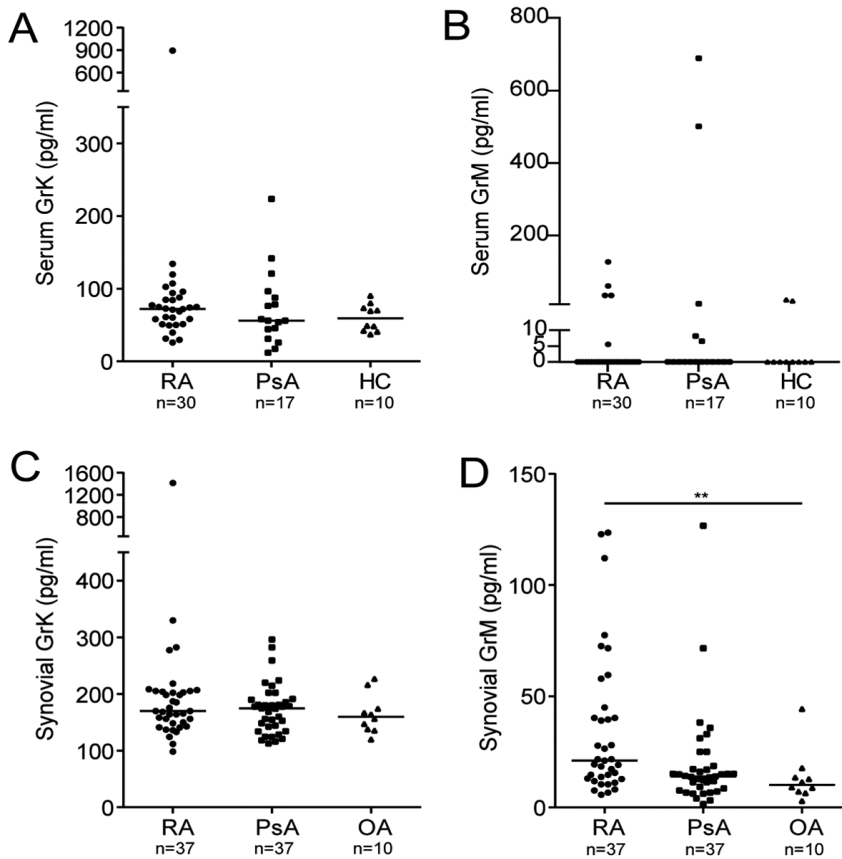 A
Serum GrK (pg/ml)
1200
900
600
300
200
100
0
RA PsA HC
n=30 n=17 n=10
B
Serum GrM (pg/ml)
800
600
400
200
10
5
0
RA PsA HC
n=30 n=17 n=10
C
Synovial GrK (pg/ml)
1600
1200
800
400
300
200
100
0
RA PsA OA
n=37 n=37 n=10
D
Synovial GrM (pg/ml)
150
100
50
0
**
RA PsA OA
n=37 n=37 n=10